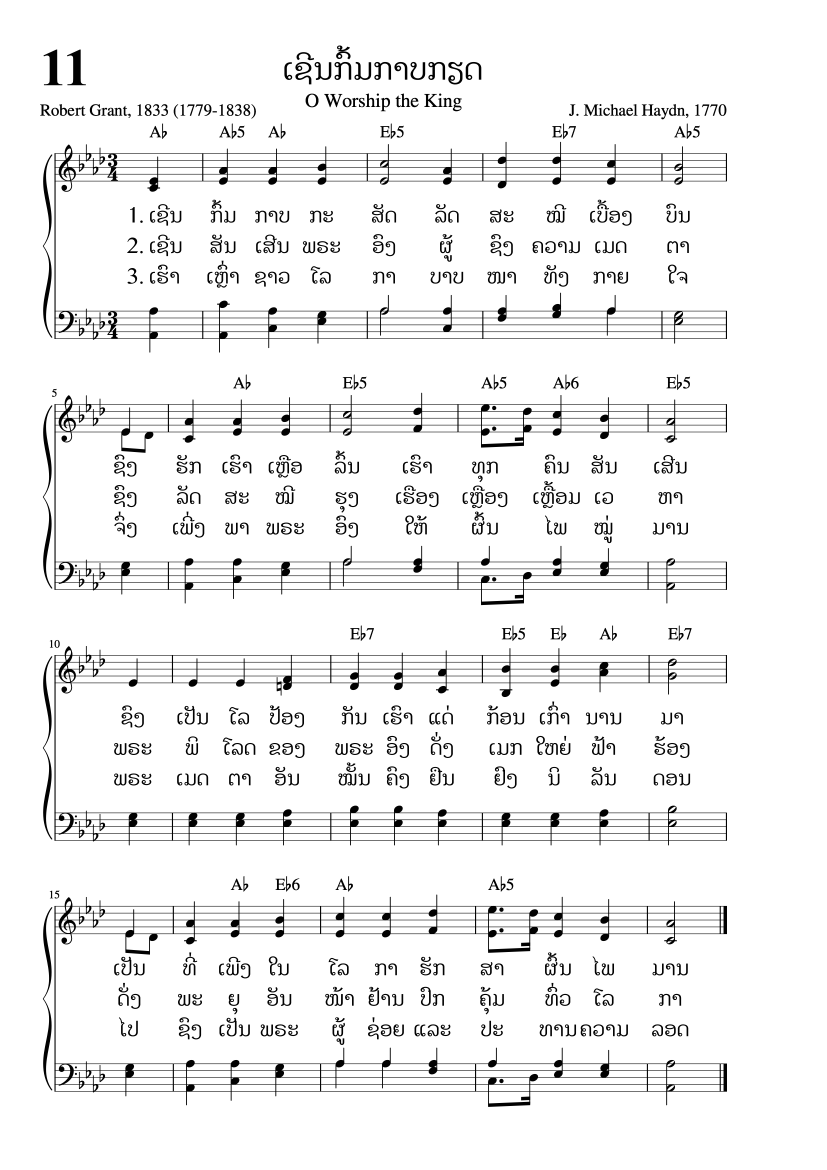 11
ເຊີນກົ້ມກາບກຽດ
O Worship the King
Robert Grant, 1833 (1779-1838)
J. Michael Haydn, 1770
A♭ A♭5 A♭ E♭5 E♭7 A♭5
1. ເຊີນ ກົ້ມ ກາບ ກະ ສັດ ລັດ ສະ ໝີ ເບື້ອງ ບົນ
2. ເຊີນ ສັນ ເສີນ ພຣະ ອົງ ຜູ້ ຊົງ ຄວາມ ເມດ ຕາ
3. ເຮົາ ເຫຼົ່າ ຊາວ ໂລ ກາ ບາບ ໜາ ທັງ ກາຍ ໃຈ
5
A♭ E♭5 A♭5 A♭6 E♭5
ຊົງ ຮັກ ເຮົາ ເຫຼືອ ລົ້ນ ເຮົາ ທຸກ ຄົນ ສັນ ເສີນ
ຊົງ ລັດ ສະ ໝີ ຮຸງ ເຮືອງ ເຫຼືອງ ເຫຼື້ອມ ເວ ຫາ
ຈຶ່ງ ເພິ່ງ ພາ ພຣະ ອົງ ໃຫ້ ຜົ້ນ ໄພ ໝູ່ ມານ
10
E♭7 E♭5 E♭ A♭ E♭7
ຊົງ ເປັນ ໂລ ປ້ອງ ກັນ ເຮົາ ແດ່ ກ້ອນ ເກົ່າ ນານ ມາ
ພຣະ ພິ ໂລດ ຂອງ ພຣະ ອົງ ດັ່ງ ເມກ ໃຫຍ່ ຟ້າ ຮ້ອງ
ພຣະ ເມດ ຕາ ອັນ ໝັ້ນ ຄົງ ຢືນ ຢົງ ນິ ລັນ ດອນ
15
A♭ E♭6 A♭ A♭5
ເປັນ ທີ່ ເພີ່ງ ໃນ ໂລ ກາ ຮັກ ສາ ຜົ້ນ ໄພ ມານ
ດັ່ງ ພະ ຍຸ ອັນ ໜ້າ ຢ້ານ ປົກ ຄຸ້ມ ທົ່ວ ໂລ ກາ
ໄປ ຊົງ ເປັນ ພຣະ ຜູ້ ຊ່ອຍ ແລະ ປະ ທານ ຄວາມ ລອດ